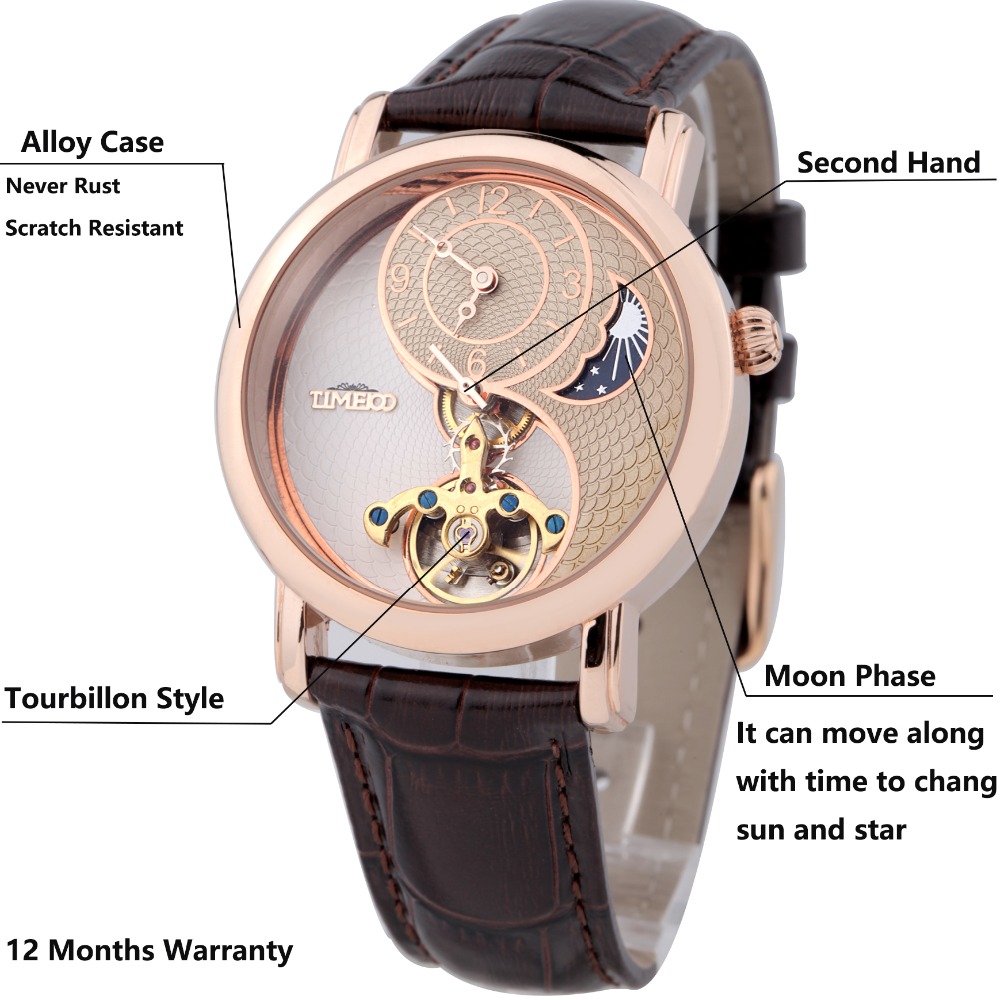 Alloy Case
Never Rust
Scratch Resistant
Second Hand
12
9
3
6
TIME100
Tourbillon Style
Moon Phase
It can move along
with time to chang
sun and star
12 Months Warranty